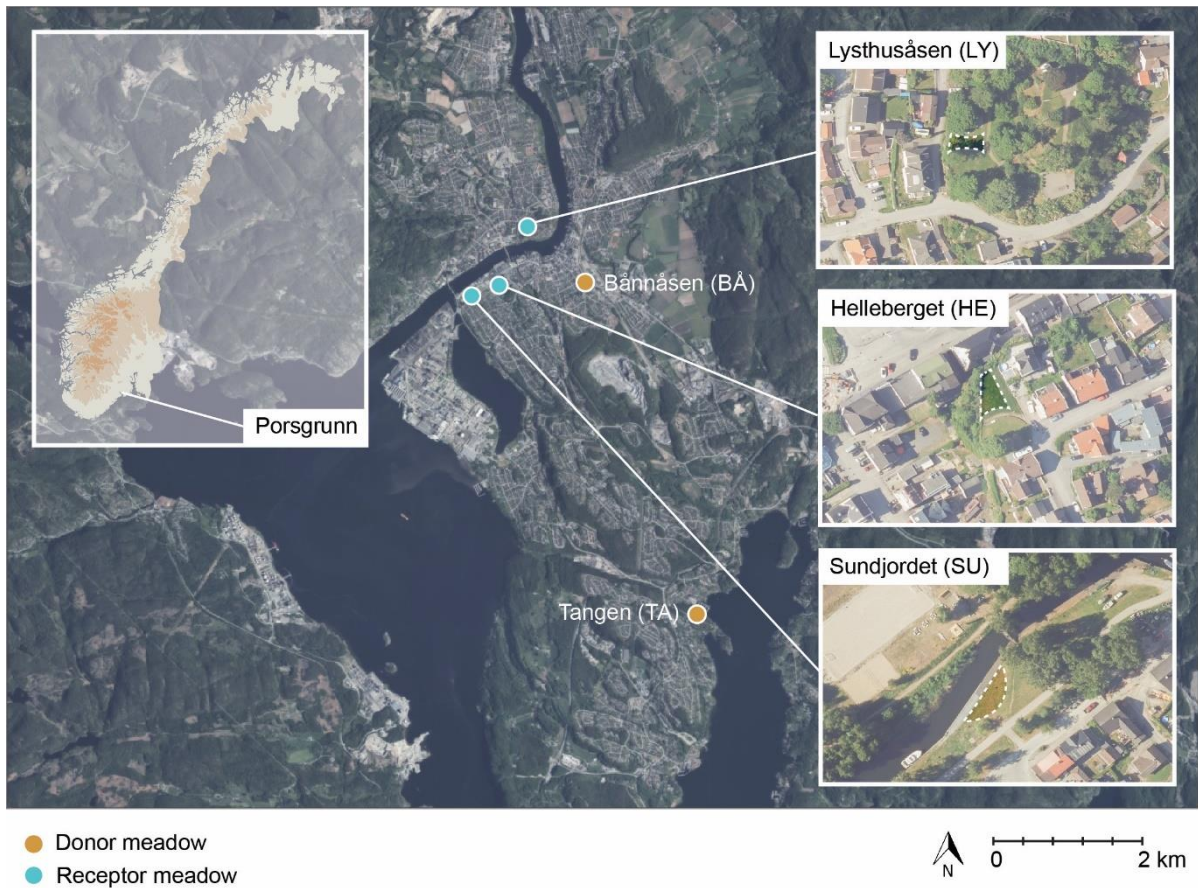 Porsgrunn
Lysthusåsen (LY)
Bånnåsen (BÅ)
Helleberget (HE)
Tangen (TA)
Sundjordet (SU)
Donor meadow
Receptor meadow
N
0
2 km